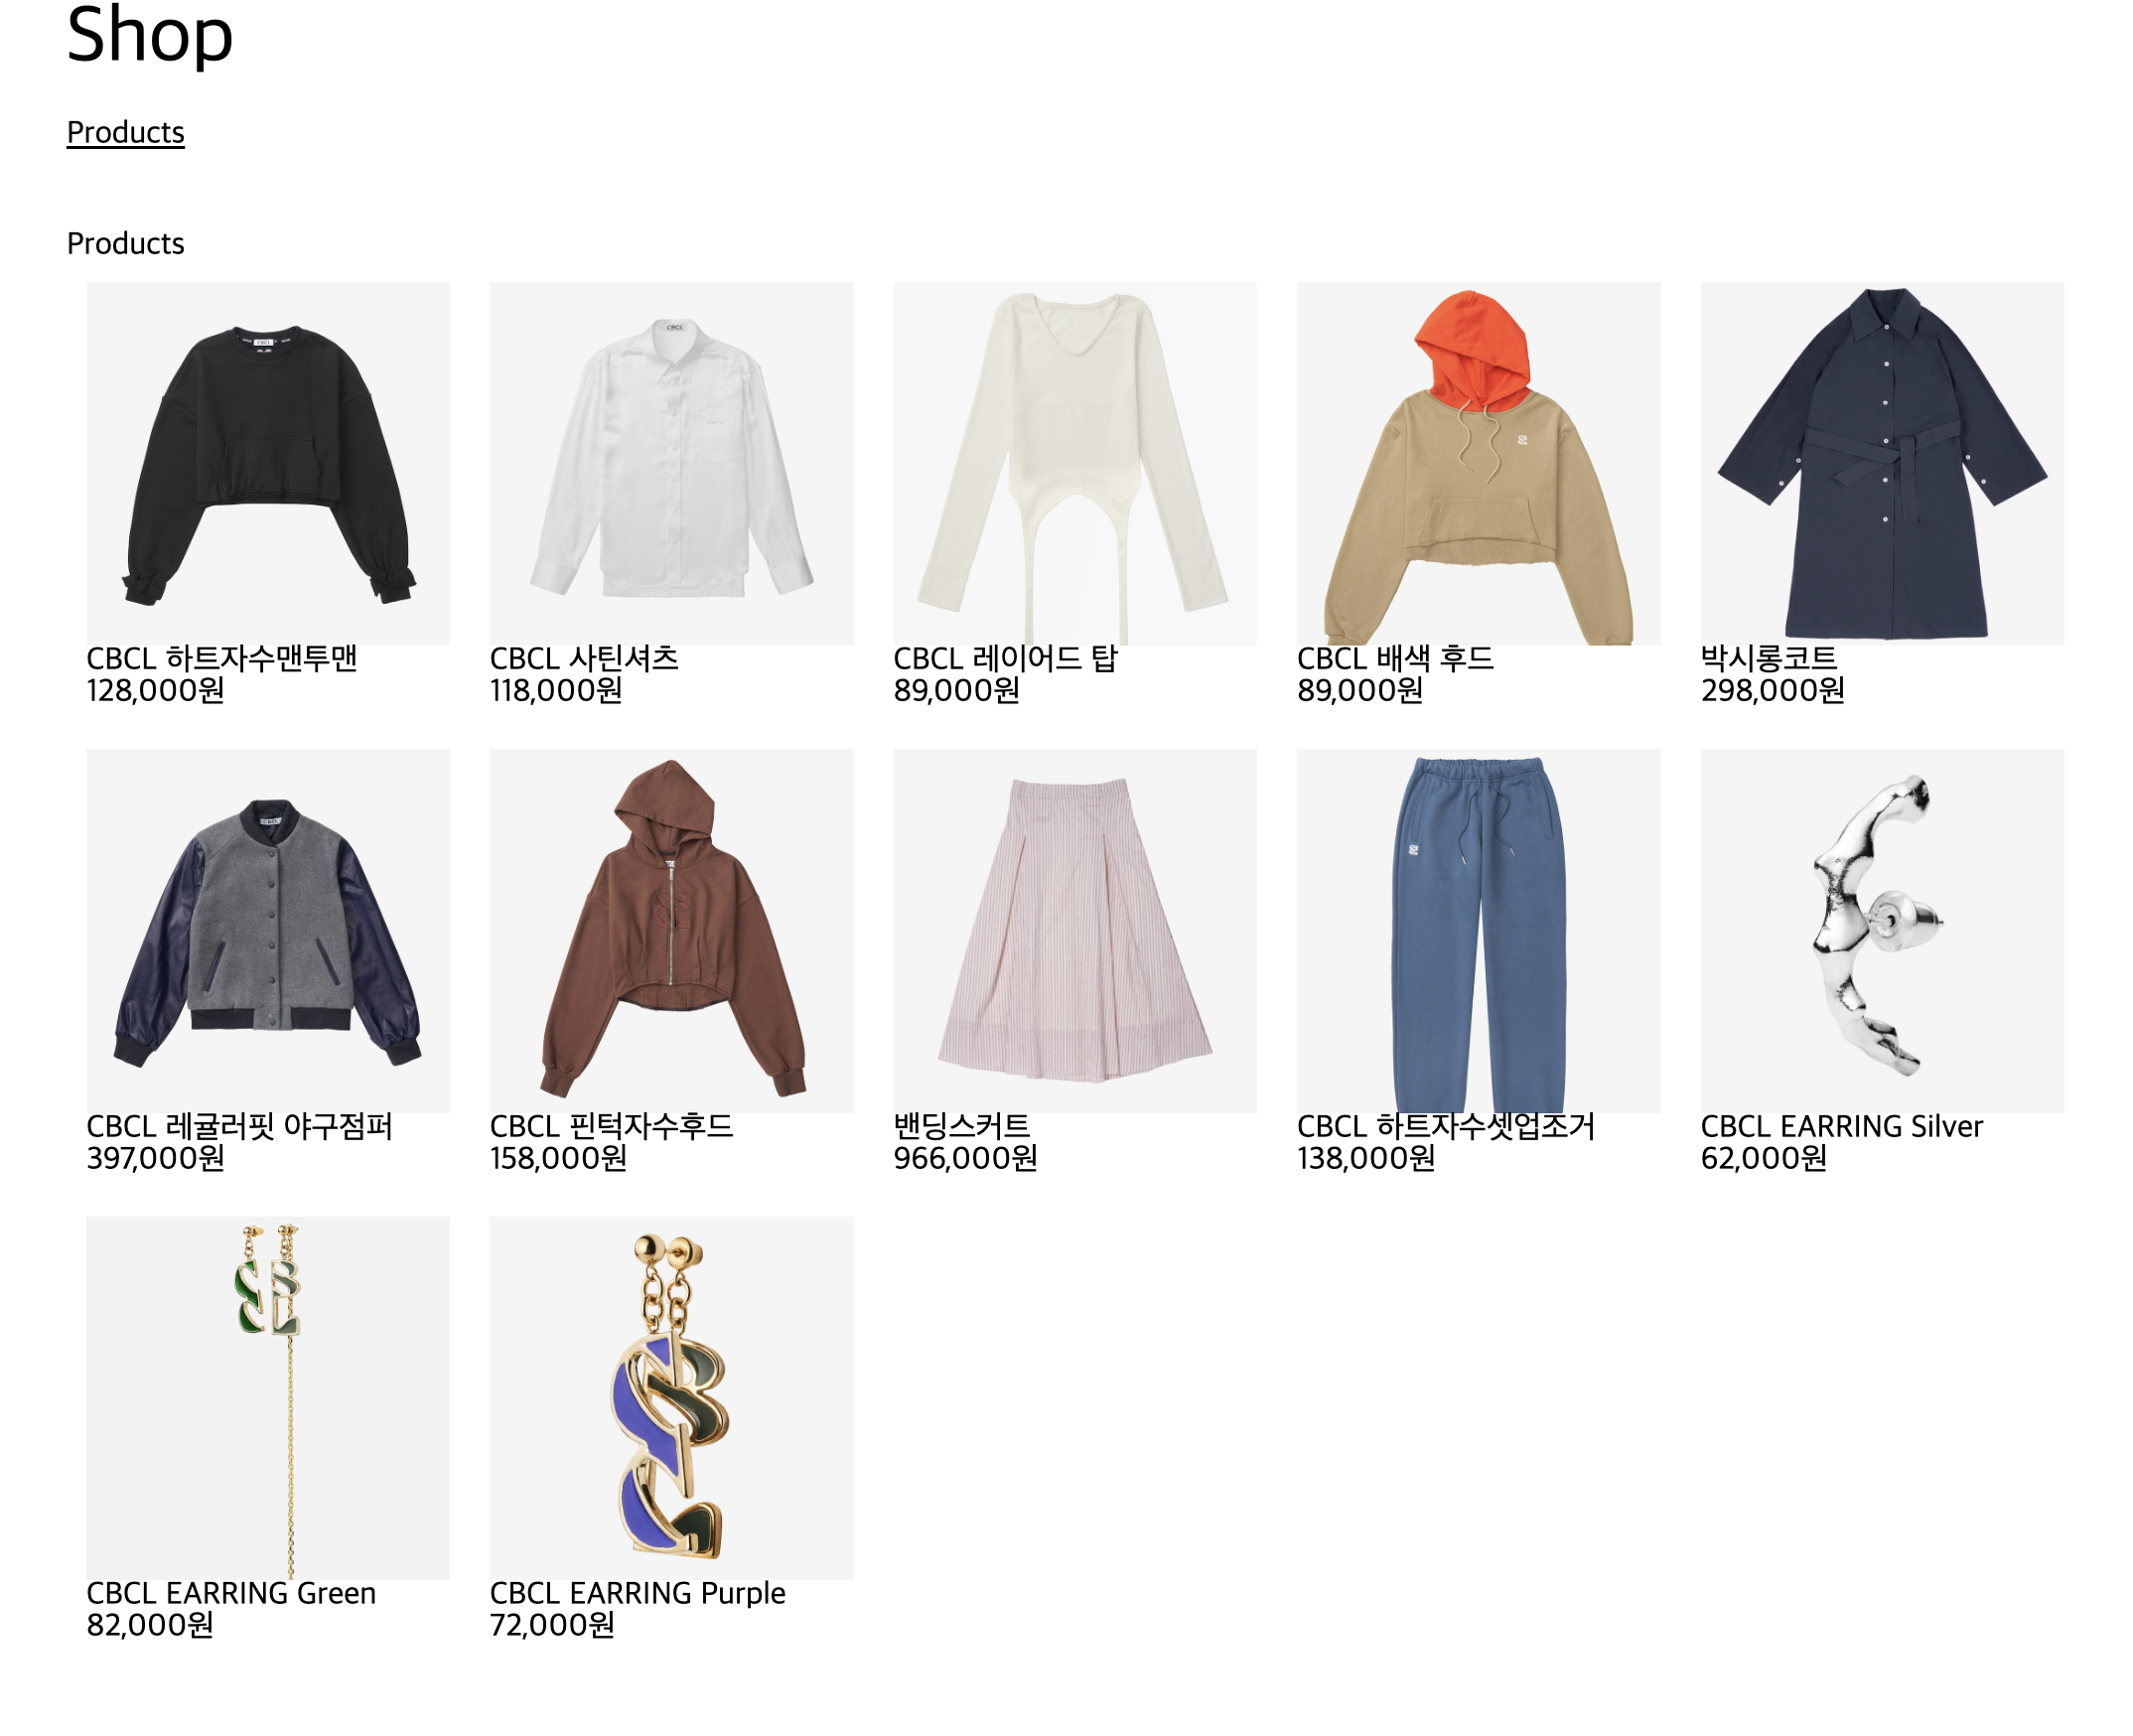 Shop
Products
Products
CBCL 하트자수맨투맨
128,000원
CBCL 사틴셔츠
118,000원
CBCL 레이어드 탑
89,000원
CBCL 배색 후드
89,000원
박시롱코트
298,000원
CBCL 레귤러핏 야구점퍼
397,000원
CBCL 핀턱자수후드
158,000원
밴딩스커트
966,000원
CBCL 하트자수셋업조거
138,000원
CBCL EARRING Silver
62,000원
CBCL EARRING Green
82,000원
CBCL EARRING Purple
72,000원